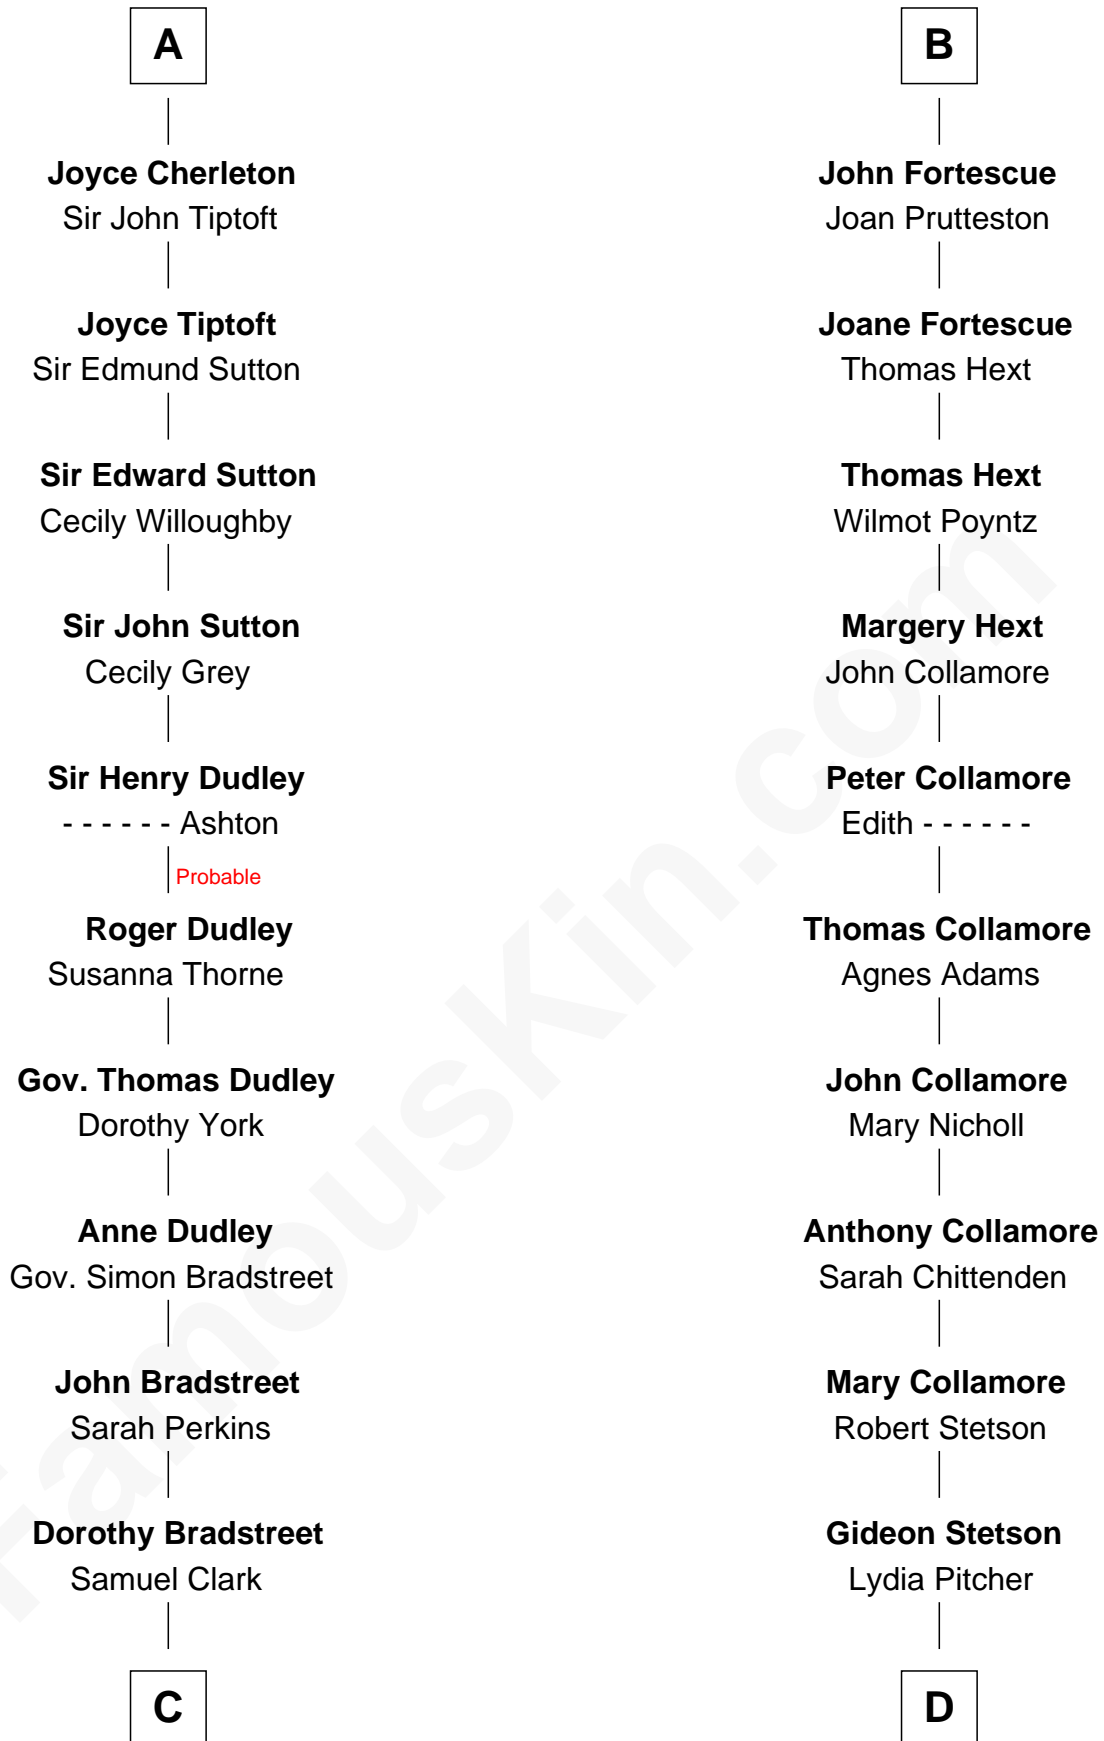 A
Joyce Cherleton
Sir John Tiptoft
Joyce Tiptoft
Sir Edmund Sutton
Sir Edward Sutton
Cecily Willoughby
Sir John Sutton
Cecily Grey
Sir Henry Dudley
- - - - - - Ashton
Probable
Roger Dudley
Susanna Thorne
Gov. Thomas Dudley
Dorothy York
Anne Dudley
Gov. Simon Bradstreet
John Bradstreet
Sarah Perkins
Dorothy Bradstreet
Samuel Clark
C
B
John Fortescue
Joan Prutteston
Joane Fortescue
Thomas Hext
Thomas Hext
Wilmot Poyntz
Margery Hext
John Collamore
Peter Collamore
Edith - - - - - -
Thomas Collamore
Agnes Adams
John Collamore
Mary Nicholl
Anthony Collamore
Sarah Chittenden
Mary Collamore
Robert Stetson
Gideon Stetson
Lydia Pitcher
D
FamousKin.com